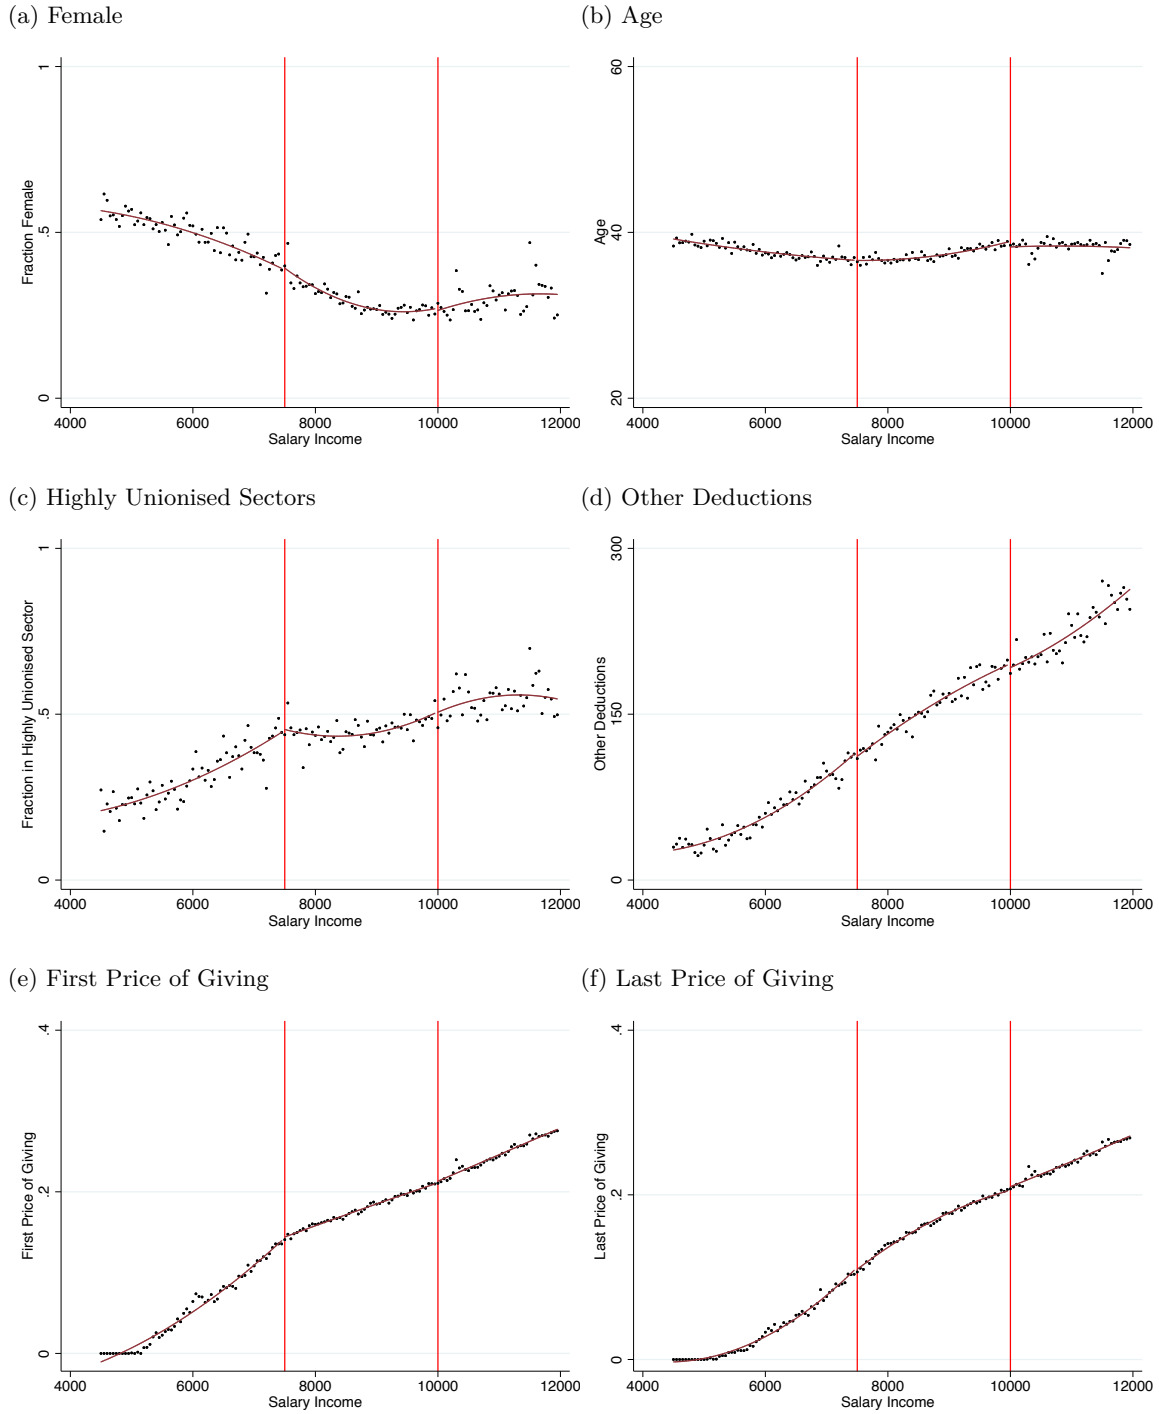 (a) Female
(b) Age
1
.5
0
Fraction Female
4000 6000 8000 10000 12000
Salary Income
60
40
20
Age
4000 6000 8000 10000 12000
Salary Income
(c) Highly Unionised Sectors
(d) Other Deductions
1
.5
0
Fraction in Highly Unionised Sector
4000 6000 8000 10000 12000
Salary Income
300
150
0
Other Deductions
4000 6000 8000 10000 12000
Salary Income
(e) First Price of Giving
(f) Last Price of Giving
.4
.2
0
First Price of Giving
4000 6000 8000 10000 12000
Salary Income
.4
.2
0
Last Price of Giving
4000 6000 8000 10000 12000
Salary Income